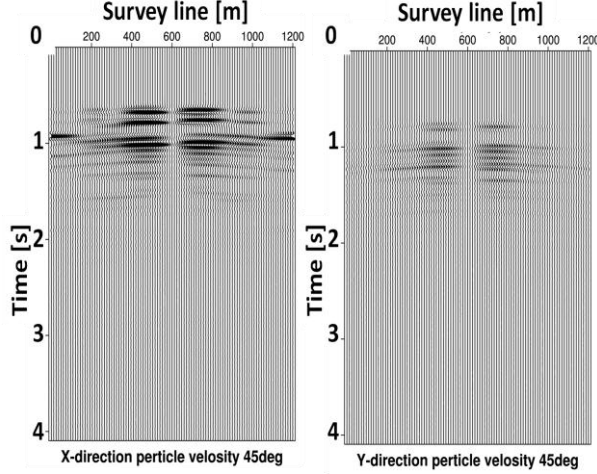 Survey line [m]
0 200 400 600 800 1000 1200
1
2
3
4
Time [s]
X-direction particle velosity 45deg
Survey line [m]
0 200 400 600 800 1000 1200
1
2
3
4
Time [s]
Y-direction particle velosity 45deg